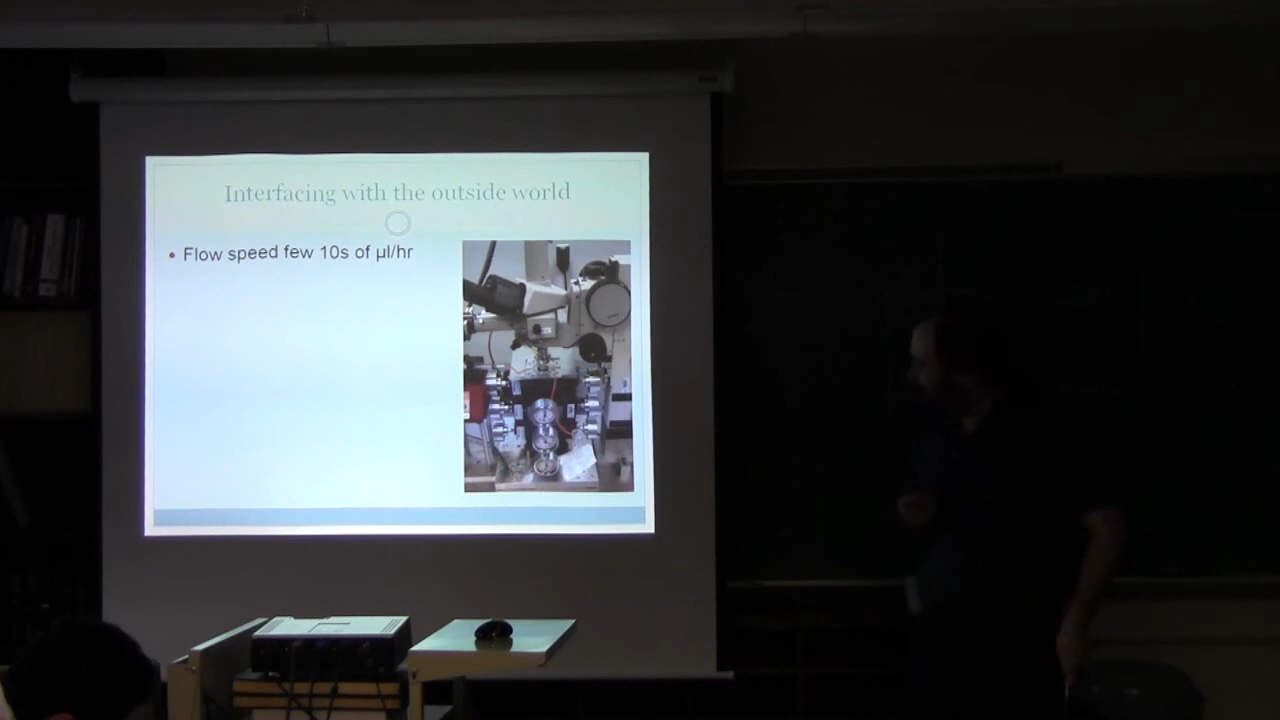 Interfacing with the outside world
• Flow speed few 10s of µl/hr